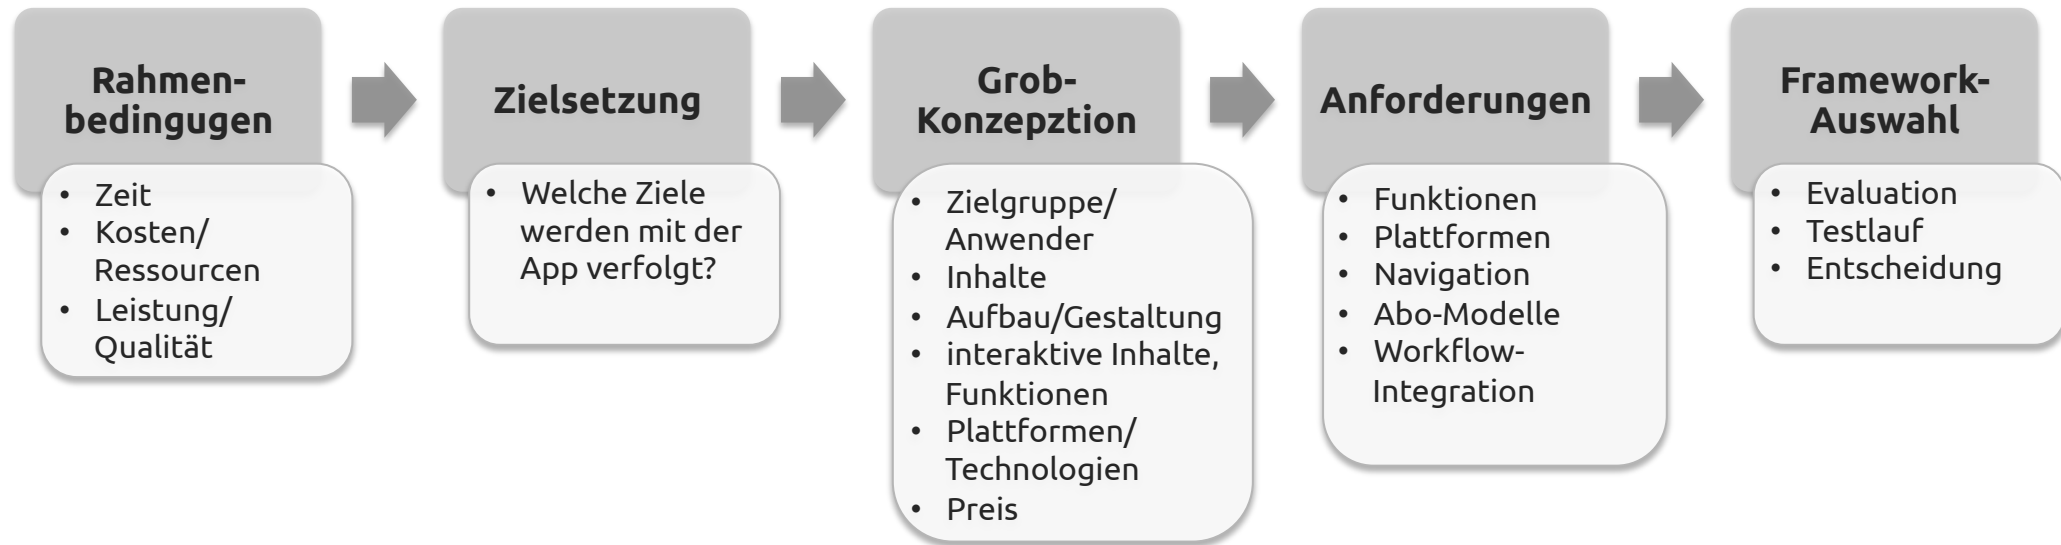 Rahmen-
bedingugen
• Zeit
• Kosten/
Ressourcen
• Leistung/
Qualität
Zielsetzung
• Welche Ziele
werden mit der
App verfolgt?
Grob-
Konzepztion
• Zielgruppe/
Anwender
• Inhalte
• Aufbau/Gestaltung
• interaktive Inhalte,
Funktionen
• Plattformen/
Technologien
• Preis
Anforderungen
• Funktionen
• Plattformen
• Navigation
• Abo-Modelle
• Workflow-
Integration
Framework-
Auswahl
• Evaluation
• Testlauf
• Entscheidung